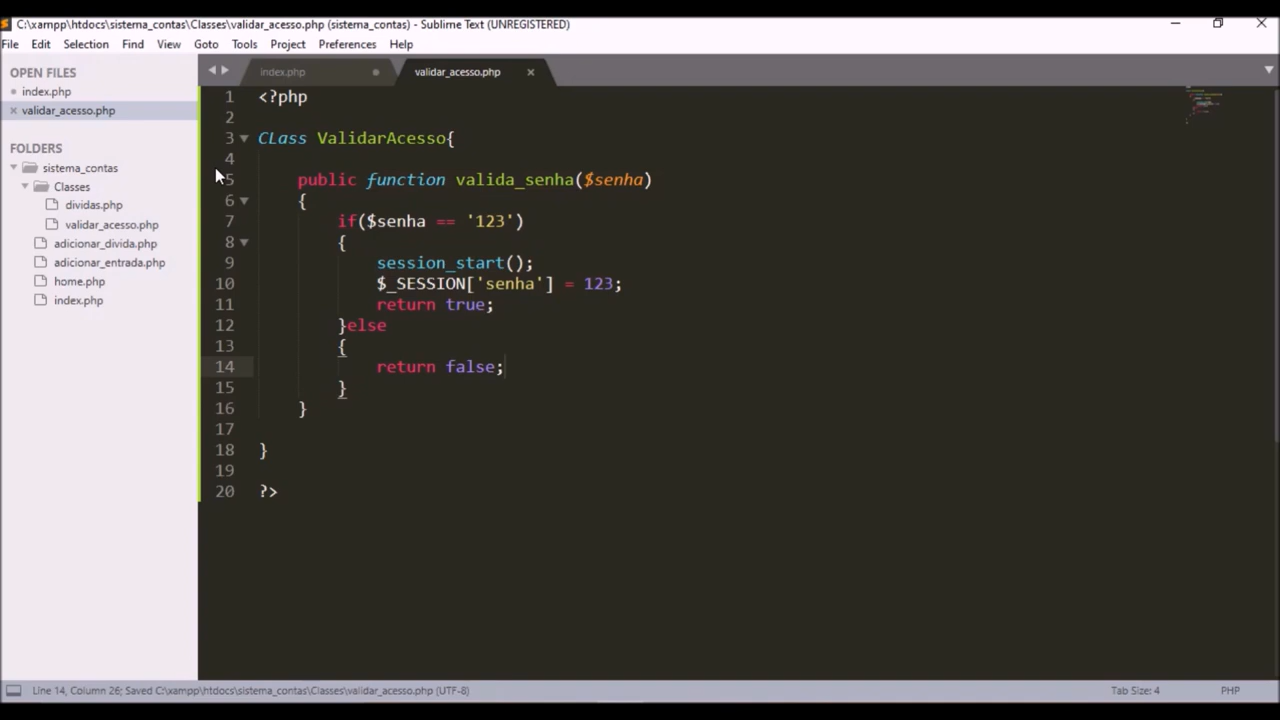 C:\xampp\htdocs\sistema_contas\Classes\validar_acesso.php (sistema_contas) - Sublime Text (UNREGISTERED)
File Edit Selection Find View Goto Tools Project Preferences Help
OPEN FILES
index.php
validar_acesso.php
FOLDERS
sistema_contas
Classes
dividas.php
validar_acesso.php
adicionar_divida.php
adicionar_entrada.php
home.php
index.php
index.php validar_acesso.php
1 <?php
2
3 CLass ValidarAcesso{
4
5 public function valida_senha($senha)
6 {
7 if($senha == '123')
8 {
9 session_start();
10 $_SESSION['senha'] = 123;
11 return true;
12 }else
13 {
14 return false;
15 }
16 }
17
18 }
19
20 ?>
Line 14, Column 26; Saved C:\xampp\htdocs\sistema_contas\Classes\validar_acesso.php (UTF-8) Tab Size: 4 PHP